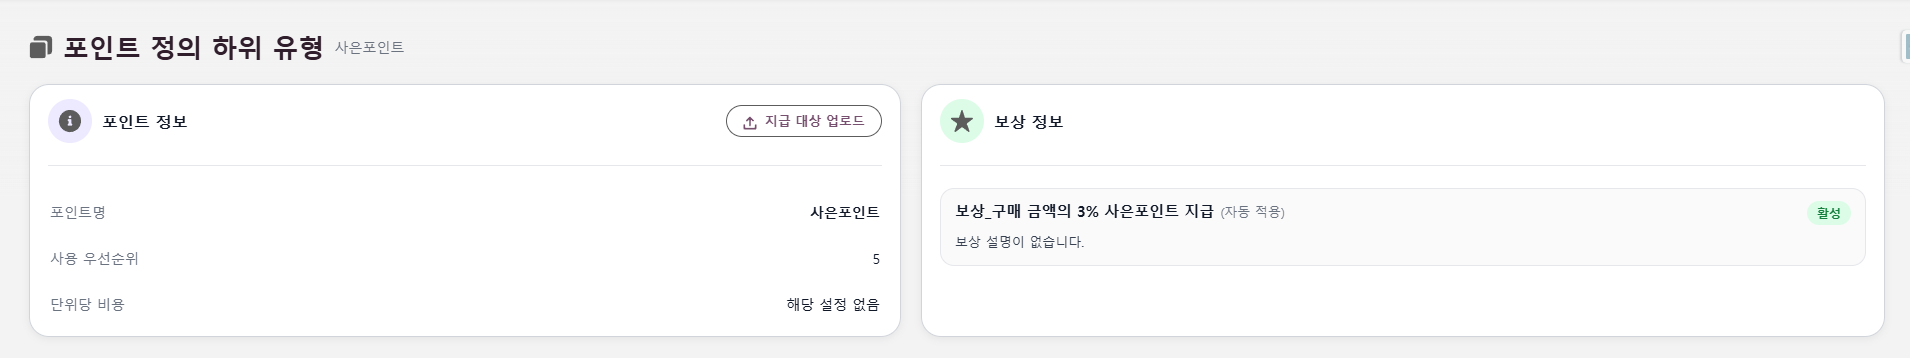 포인트 정의 하위 유형 사은포인트
포인트 정보
지급 대상 업로드
포인트명 사은포인트
사용 우선순위 5
단위당 비용 해당 설정 없음
보상 정보
보상_구매 금액의 3% 사은포인트 지급 (자동 적용) 활성
보상 설명이 없습니다.